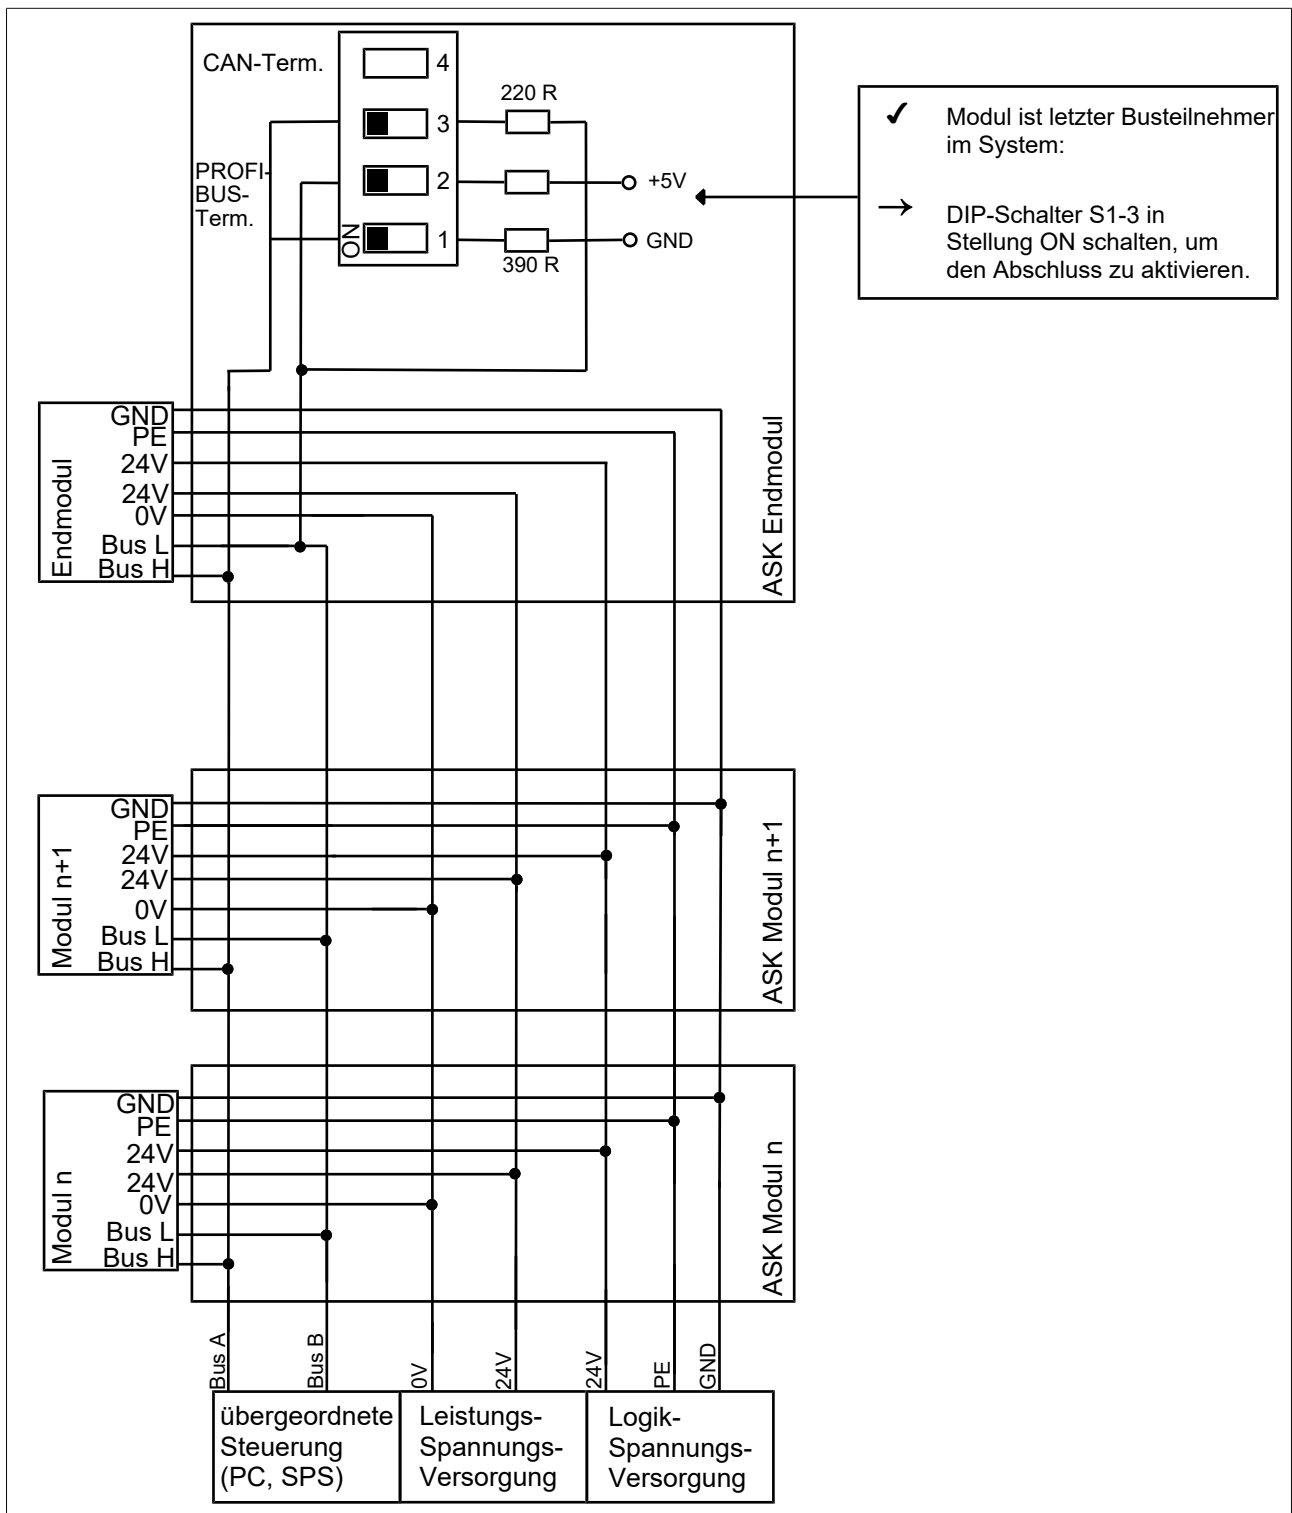 CAN-Term.
4
220 R
3
PROFI-
BUS-
Term.
2
+5V
ON
1
GND
390 R
✓ Modul ist letzter Busteilnehmer
im System:
→ DIP-Schalter S1-3 in
Stellung ON schalten, um
den Abschluss zu aktivieren.
Endmodul
GND
PE
24V
24V
0V
Bus L
Bus H
ASK Endmodul
Modul n+1
GND
PE
24V
24V
0V
Bus L
Bus H
ASK Modul n+1
Modul n
GND
PE
24V
24V
0V
Bus L
Bus H
ASK Modul n
Bus A
Bus B
0V
24V
24V
PE
GND
übergeordnete
Steuerung
(PC, SPS)
Leistungs-
Spannungs-
Versorgung
Logik-
Spannungs-
Versorgung